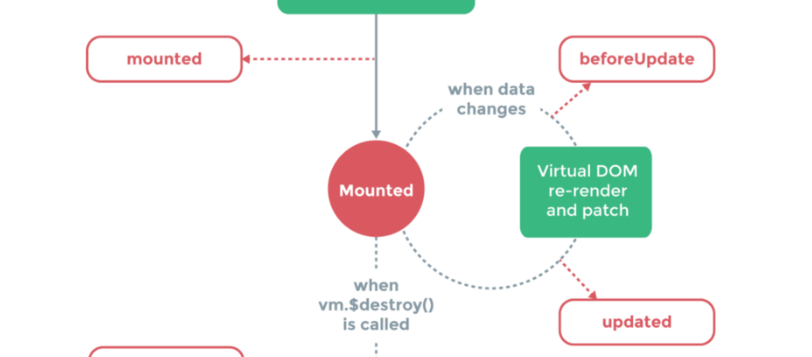 mounted
beforeUpdate
when data
changes
Virtual DOM
re-render
and patch
Mounted
when
vm.$destroy()
is called
updated